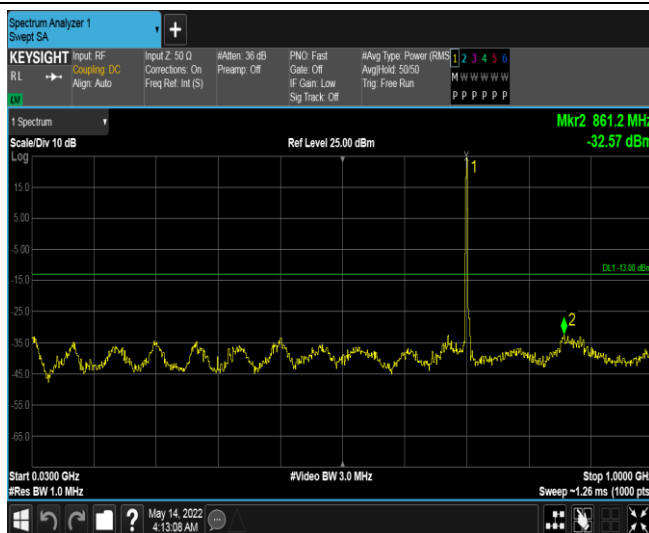 Spectrum Analyzer 1
Swept SA
+
KEYSIGHT
RL
Input: RF
Coupling: DC
Align: Auto
Input Z: 50 Ω
Corrections: On
Freq Ref: Int (S)
#Atten: 36 dB
Preamp: Off
PNO: Fast
Gate: Off
IF Gain: Low
Sig Track: Off
#Avg Type: Power (RMS
Avg|Hold: 50/50
Trig: Free Run
1 2 3 4 5 6
M W W W W W
P P P P P P
1 Spectrum
Mkr2 861.2 MHz
Scale/Div 10 dB
Ref Level 25.00 dBm
-32.57 dBm
Log
1
15.0
5.00
-5.00
DL1 -13.00 dBm
-15.0
-25.0
2
-35.0
-45.0
-55.0
-65.0
Start 0.0300 GHz
#Video BW 3.0 MHz
Stop 1.0000 GH
#Res BW 1.0 MHz
Sweep ~1.26 ms (1000 pts
?
May 14, 2022
4:13:08 AM